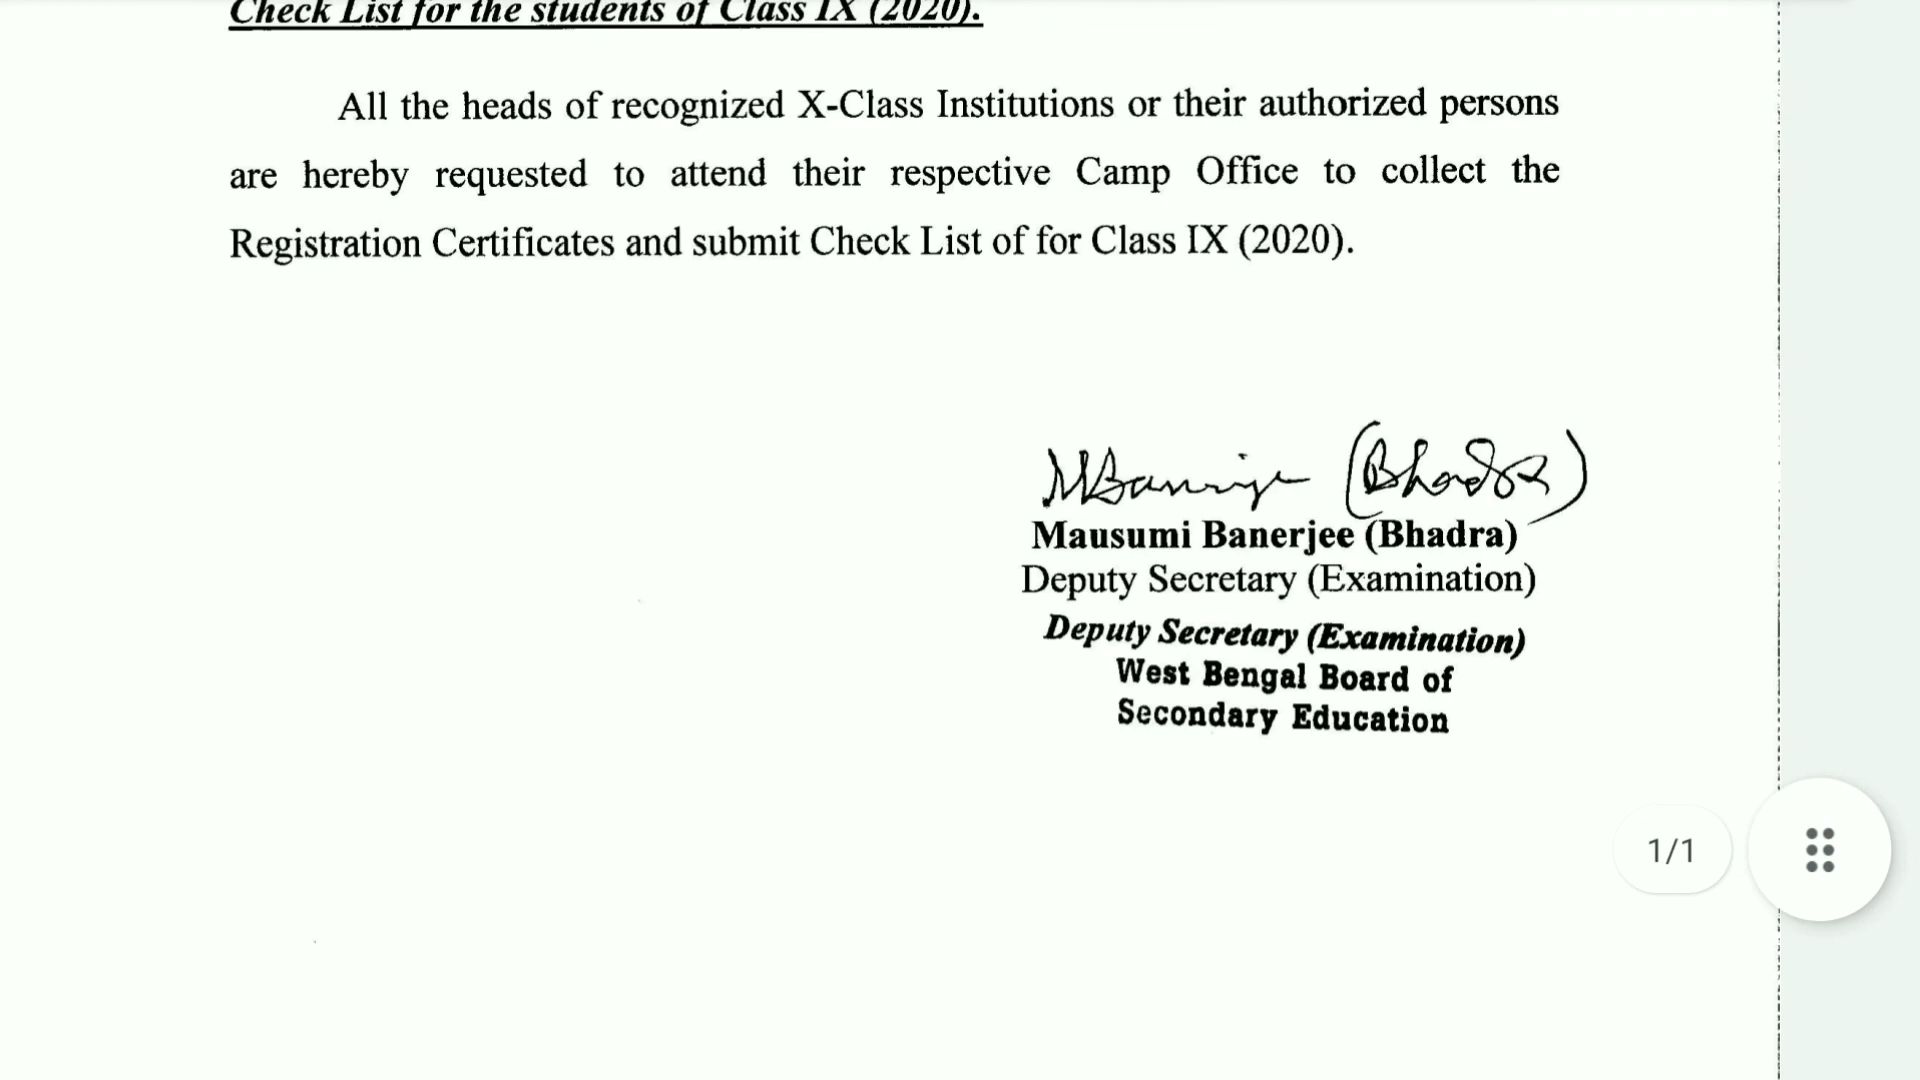 Check List for the students of Class IX (2020).
All the heads of recognized X-Class Institutions or their authorized persons
are hereby requested to attend their respective Camp Office to collect the
Registration Certificates and submit Check List of for Class IX (2020).
MBanerjee (Bhadra)
Mausumi Banerjee (Bhadra)
Deputy Secretary (Examination)
Deputy Secretary (Examination)
West Bengal Board of
Secondary Education
1/1